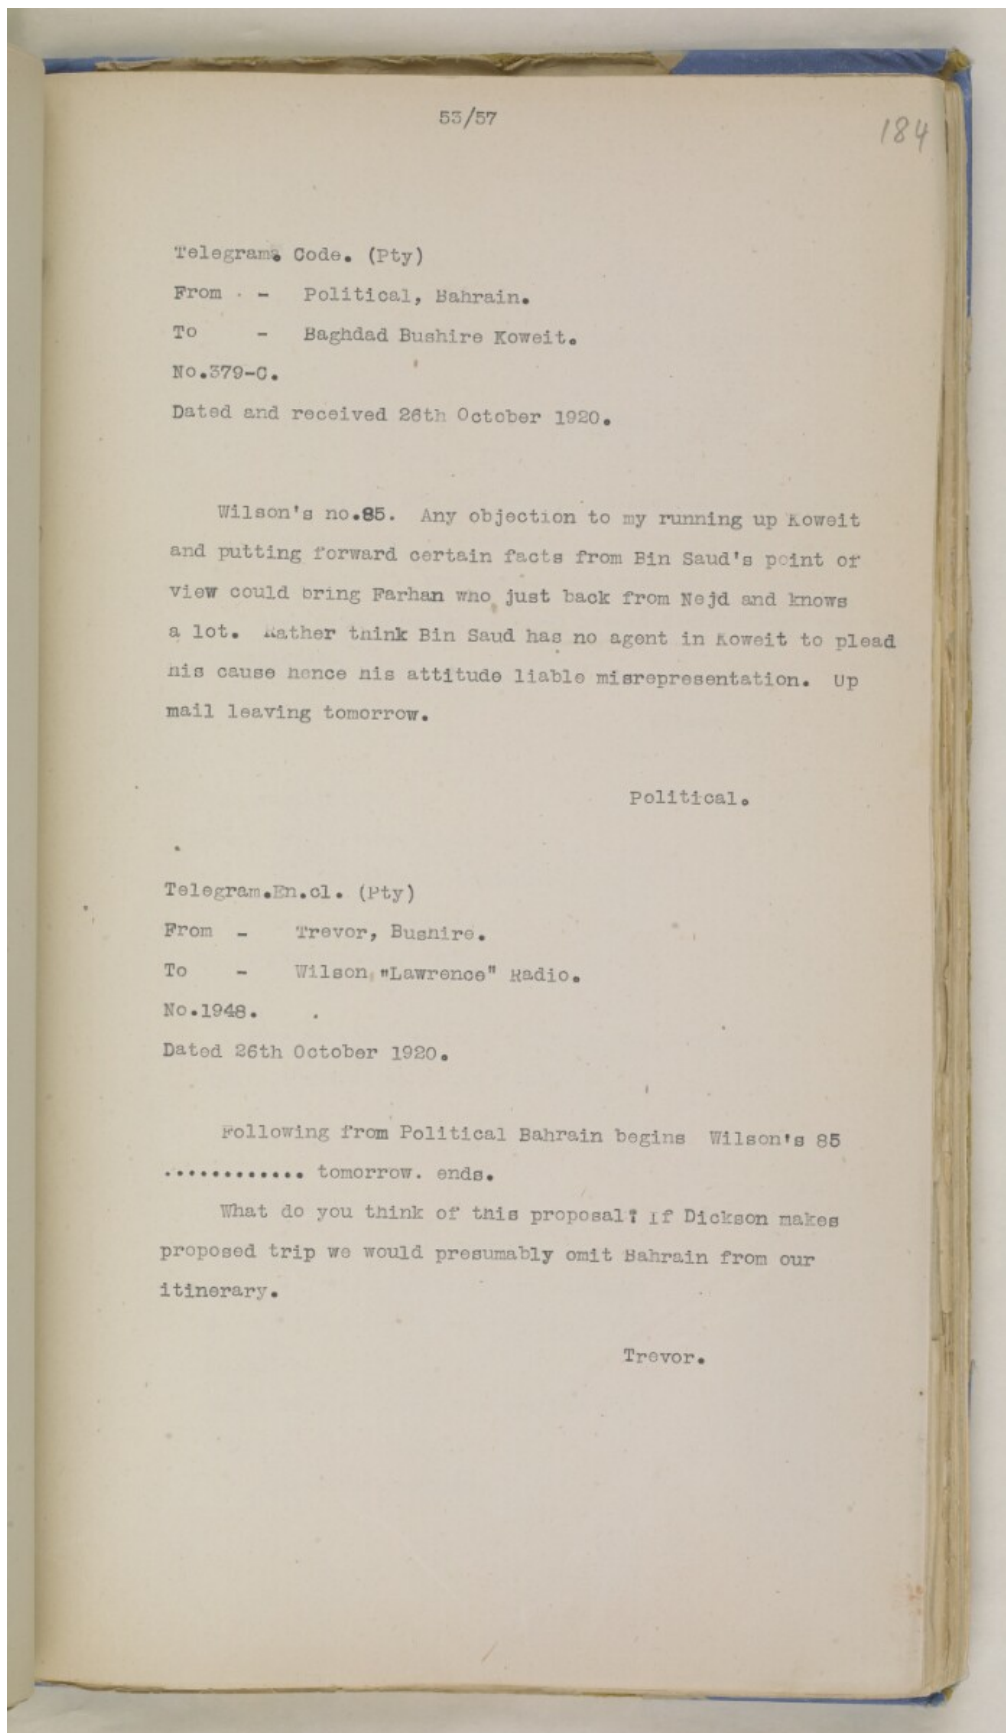 53/57
184
Telegram. Code. (Pty)
From - Political, Bahrain.
To - Baghdad Bushire Koweit.
No.379-C.
Dated and received 26th October 1920.
Wilson's no.85. Any objection to my running up Koweit
and putting forward certain facts from Bin Saud's point of
view could bring Farhan who just back from Nejd and knows
a lot. Rather think Bin Saud has no agent in Koweit to plead
his cause hence his attitude liable misrepresentation. Up
mail leaving tomorrow.
Political.
Telegram.En.cl. (Pty)
From - Trevor, Bushire.
To - Wilson "Lawrence" Radio.
No.1948.
Dated 26th October 1920.
Following from Political Bahrain begins Wilson's 85
............ tomorrow. ends.
What do you think of this proposal? If Dickson makes
proposed trip we would presumably omit Bahrain from our
itinerary.
Trevor.